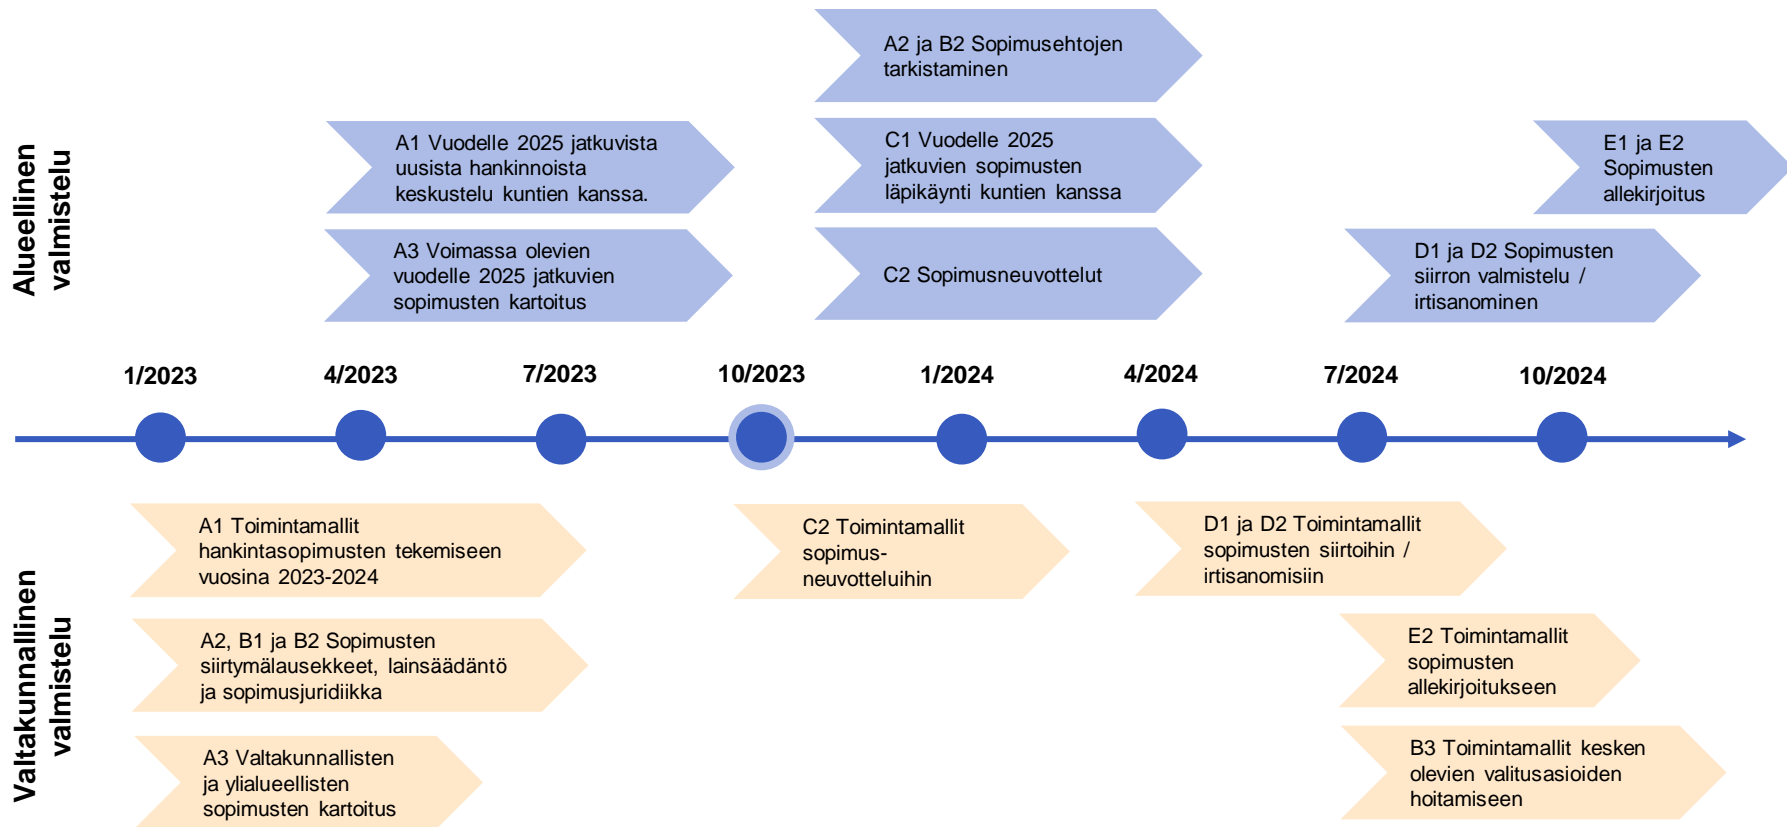 Alueellinen
valmistelu
A1 Vuodelle 2025 jatkuvista
uusista hankinnoista
keskustelu kuntien kanssa.
A3 Voimassa olevien
vuodelle 2025 jatkuvien
sopimusten kartoitus
A2 ja B2 Sopimusehtojen
tarkistaminen
C1 Vuodelle 2025
jatkuvien sopimusten
läpikäynti kuntien kanssa
C2 Sopimusneuvottelut
E1 ja E2
Sopimusten
allekirjoitus
D1 ja D2 Sopimusten
siirron valmistelu /
irtisanominen
1/2023
4/2023
7/2023
10/2023
1/2024
4/2024
7/2024
10/2024
Valtakunnallinen
valmistelu
A1 Toimintamallit
hankintasopimusten tekemiseen
vuosina 2023-2024
A2, B1 ja B2 Sopimusten
siirtymälausekkeet, lainsäädäntö
ja sopimusjuridiikka
A3 Valtakunnallisten
ja ylialueellisten
sopimusten kartoitus
C2 Toimintamallit
sopimus-
neuvotteluihin
D1 ja D2 Toimintamallit
sopimusten siirtoihin /
irtisanomisiin
E2 Toimintamallit
sopimusten
allekirjoitukseen
B3 Toimintamallit kesken
olevien valitusasioiden
hoitamiseen